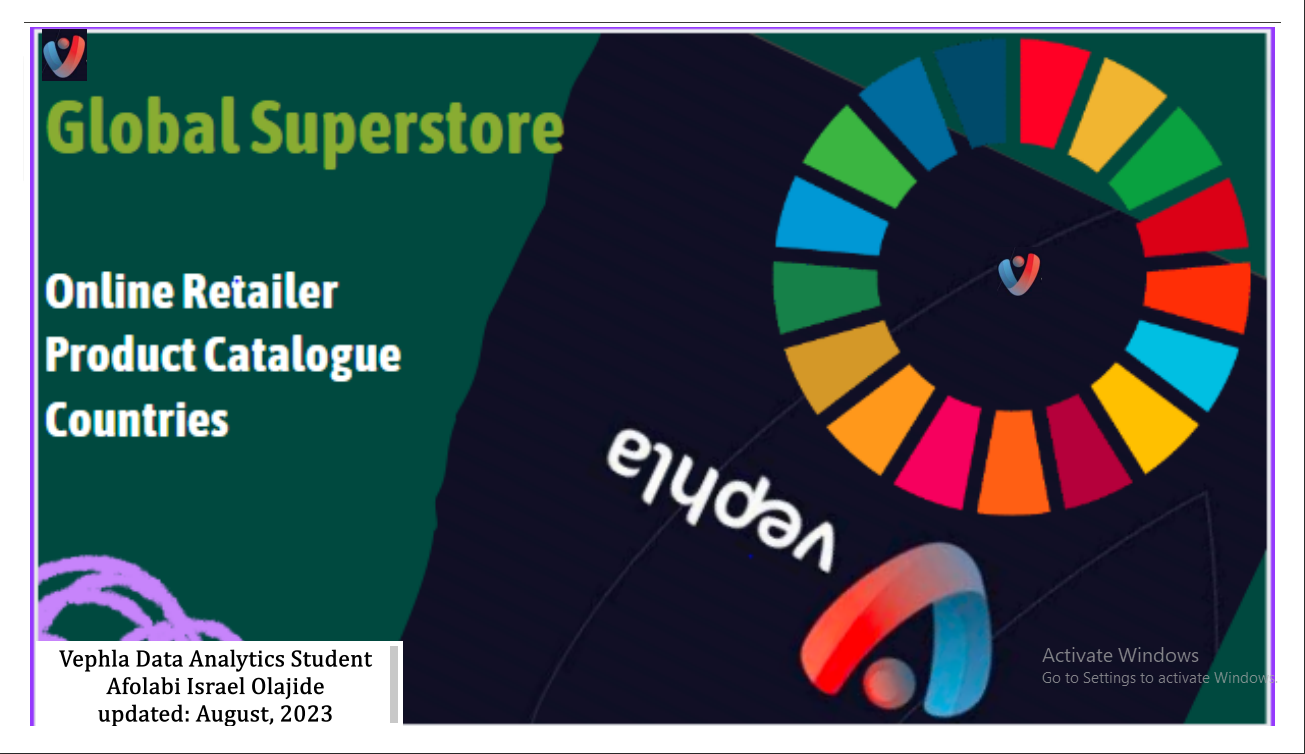 Global Superstore
Online Retailer
Product Catalogue
Countries
vephla
Vephla Data Analytics Student
Afolabi Israel Olajide
updated: August, 2023
Activate Windows
Go to Settings to activate Windows.